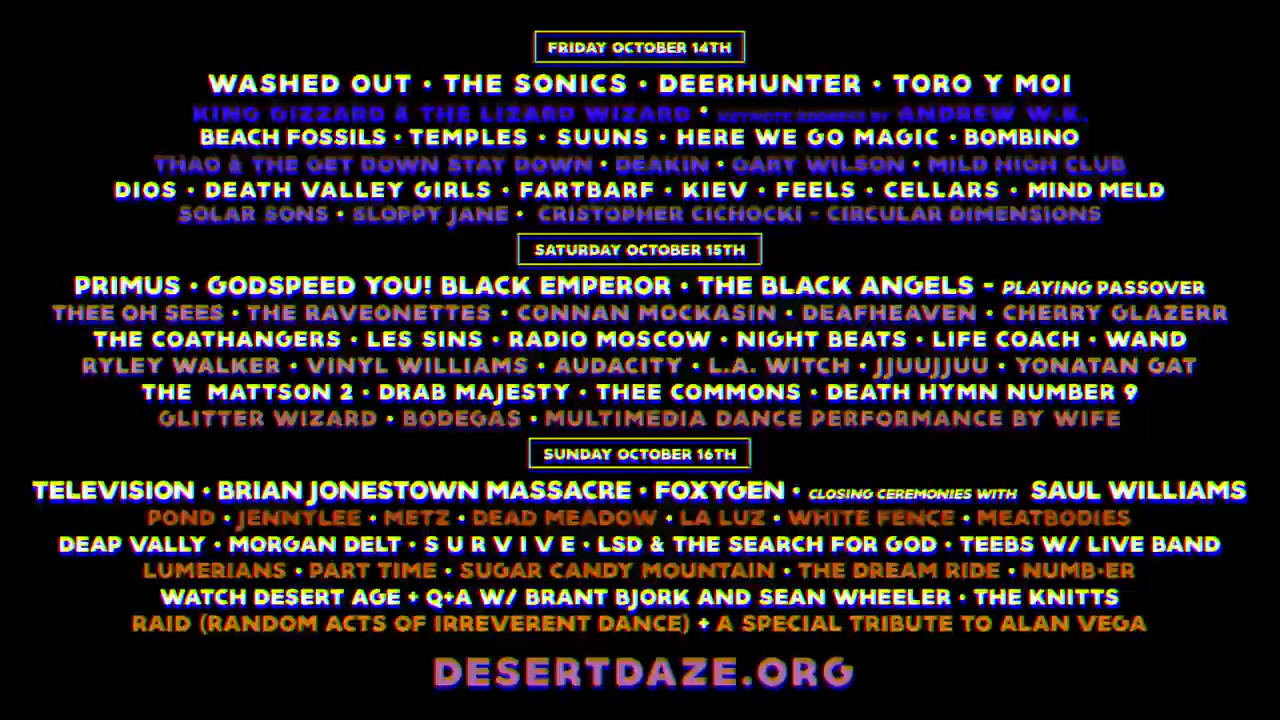 FRIDAY OCTOBER 14TH
WASHED OUT • THE SONICS • DEERHUNTER • TORO Y MOI
KING GIZZARD & THE LIZARD WIZARD • KEYNOTE ADDRESS BY ANDREW W.K.
BEACH FOSSILS • TEMPLES • SUUNS • HERE WE GO MAGIC • BOMBINO
THAO & THE GET DOWN STAY DOWN • DEAKIN • GARY WILSON • MILD HIGH CLUB
DIOS • DEATH VALLEY GIRLS • FARTBARF • KIEV • FEELS • CELLARS • MIND MELD
SOLAR SONS • SLOPPY JANE • CRISTOPHER CICHOCKI - CIRCULAR DIMENSIONS
SATURDAY OCTOBER 15TH
PRIMUS • GODSPEED YOU! BLACK EMPEROR • THE BLACK ANGELS - PLAYING PASSOVER
THEE OH SEES • THE RAVEONETTES • CONNAN MOCKASIN • DEAFHEAVEN • CHERRY GLAZERR
THE COATHANGERS • LES SINS • RADIO MOSCOW • NIGHT BEATS • LIFE COACH • WAND
RYLEY WALKER • VINYL WILLIAMS • AUDACITY • L.A. WITCH • JJUUJJUU • YONATAN GAT
THE MATTSON 2 • DRAB MAJESTY • THEE COMMONS • DEATH HYMN NUMBER 9
GLITTER WIZARD • BODEGAS • MULTIMEDIA DANCE PERFORMANCE BY WIFE
SUNDAY OCTOBER 16TH
TELEVISION • BRIAN JONESTOWN MASSACRE • FOXYGEN • CLOSING CEREMONIES WITH SAUL WILLIAMS
POND • JENNYLEE • METZ • DEAD MEADOW • LA LUZ • WHITE FENCE • MEATBODIES
DEAP VALLY • MORGAN DELT • S U R V I V E • LSD & THE SEARCH FOR GOD • TEEBS W/ LIVE BAND
LUMERIANS • PART TIME • SUGAR CANDY MOUNTAIN • THE DREAM RIDE • NUMB•ER
WATCH DESERT AGE + Q+A W/ BRANT BJORK AND SEAN WHEELER • THE KNITTS
RAID (RANDOM ACTS OF IRREVERENT DANCE) + A SPECIAL TRIBUTE TO ALAN VEGA
DESERTDAZE.ORG